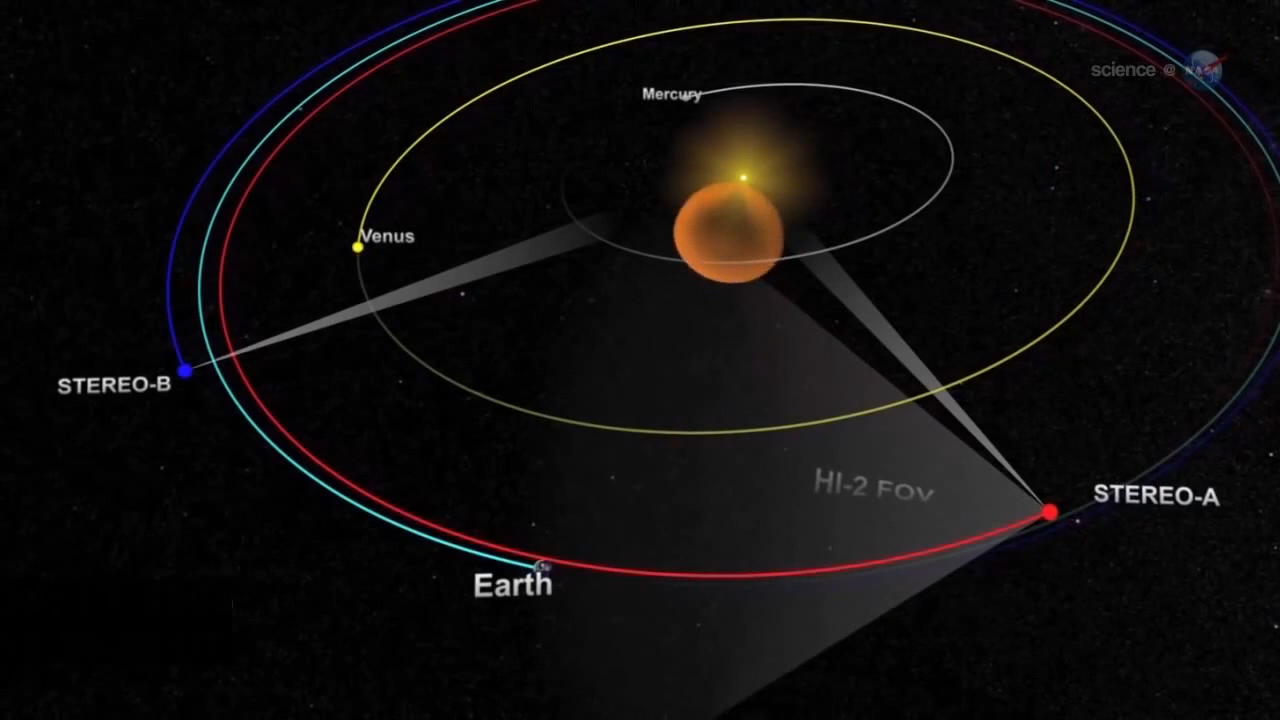 science @ NASA
Mercury
Venus
STEREO-B
HI-2 FOV
STEREO-A
Earth